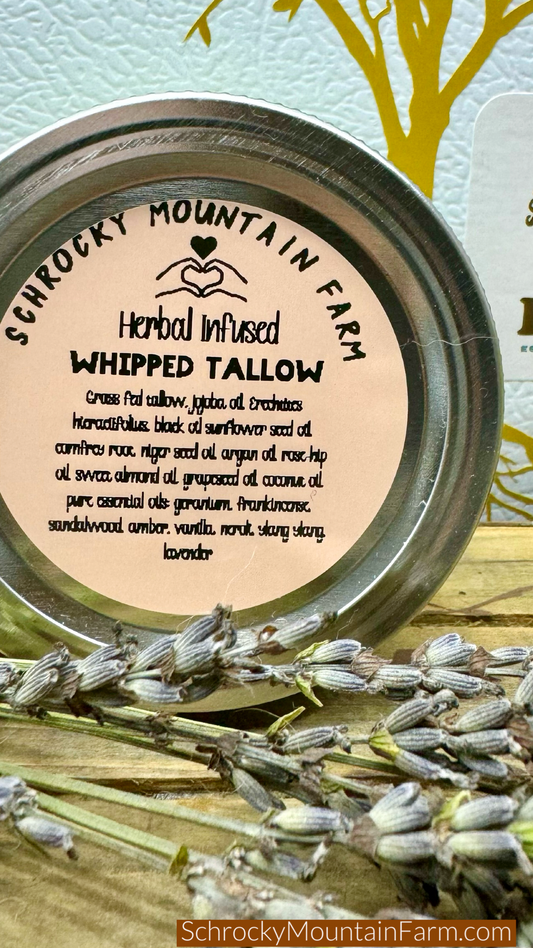 SCHROCKY MOUNTAIN FARM
Herbal Infused
WHIPPED TALLOW
Grass fed tallow, jojoba oil, Erechtites
hieraciifolius, black oil sunflower seed oil
comfrey root, niger seed oil, argan oil, rose-hip
oil, sweet almond oil, grapeseed oil, coconut oil,
pure essential oils: geranium, frankincense,
sandalwood, amber, vanilla, neroli, ylang ylang,
lavender
SchrockyMountainFarm.com